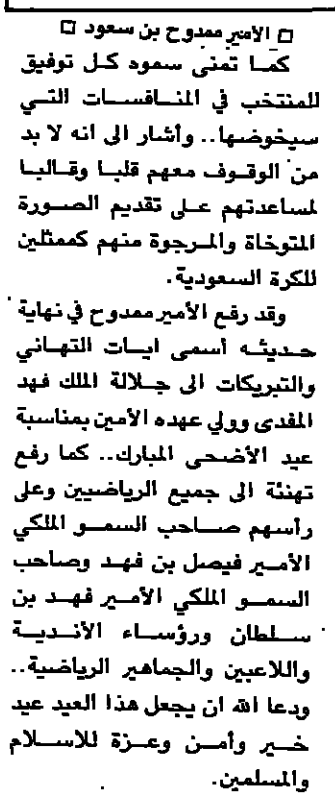 □ الأمير ممدوح بن سعود □
كما تمنى سموه كل توفيق
للمنتخب في المنافسات التي
سيخوضها.. وأشار الى انه لا بد
من الوقوف معهم قلبا وقالبا
لمساعدتهم على تقديم الصورة
المتوخاة والمرجوة منهم كممثلين
للكرة السعودية.
وقد رفع الأمير ممدوح في نهاية
حديثه أسمى ايات التهاني
والتبريكات الى جلالة الملك فهد
المفدى وولي عهده الأمين بمناسبة
عيد الأضحى المبارك.. كما رفع
تهنئة الى جميع الرياضيين وعلى
رأسهم صاحب السمو الملكي
الأمير فيصل بن فهد وصاحب
السمو الملكي الأمير فهد بن
سلطان ورؤساء الأندية
واللاعبين والجماهير الرياضية..
ودعا الله ان يجعل هذا العيد عيد
خير وأمن وعزة للاسلام
والمسلمين.